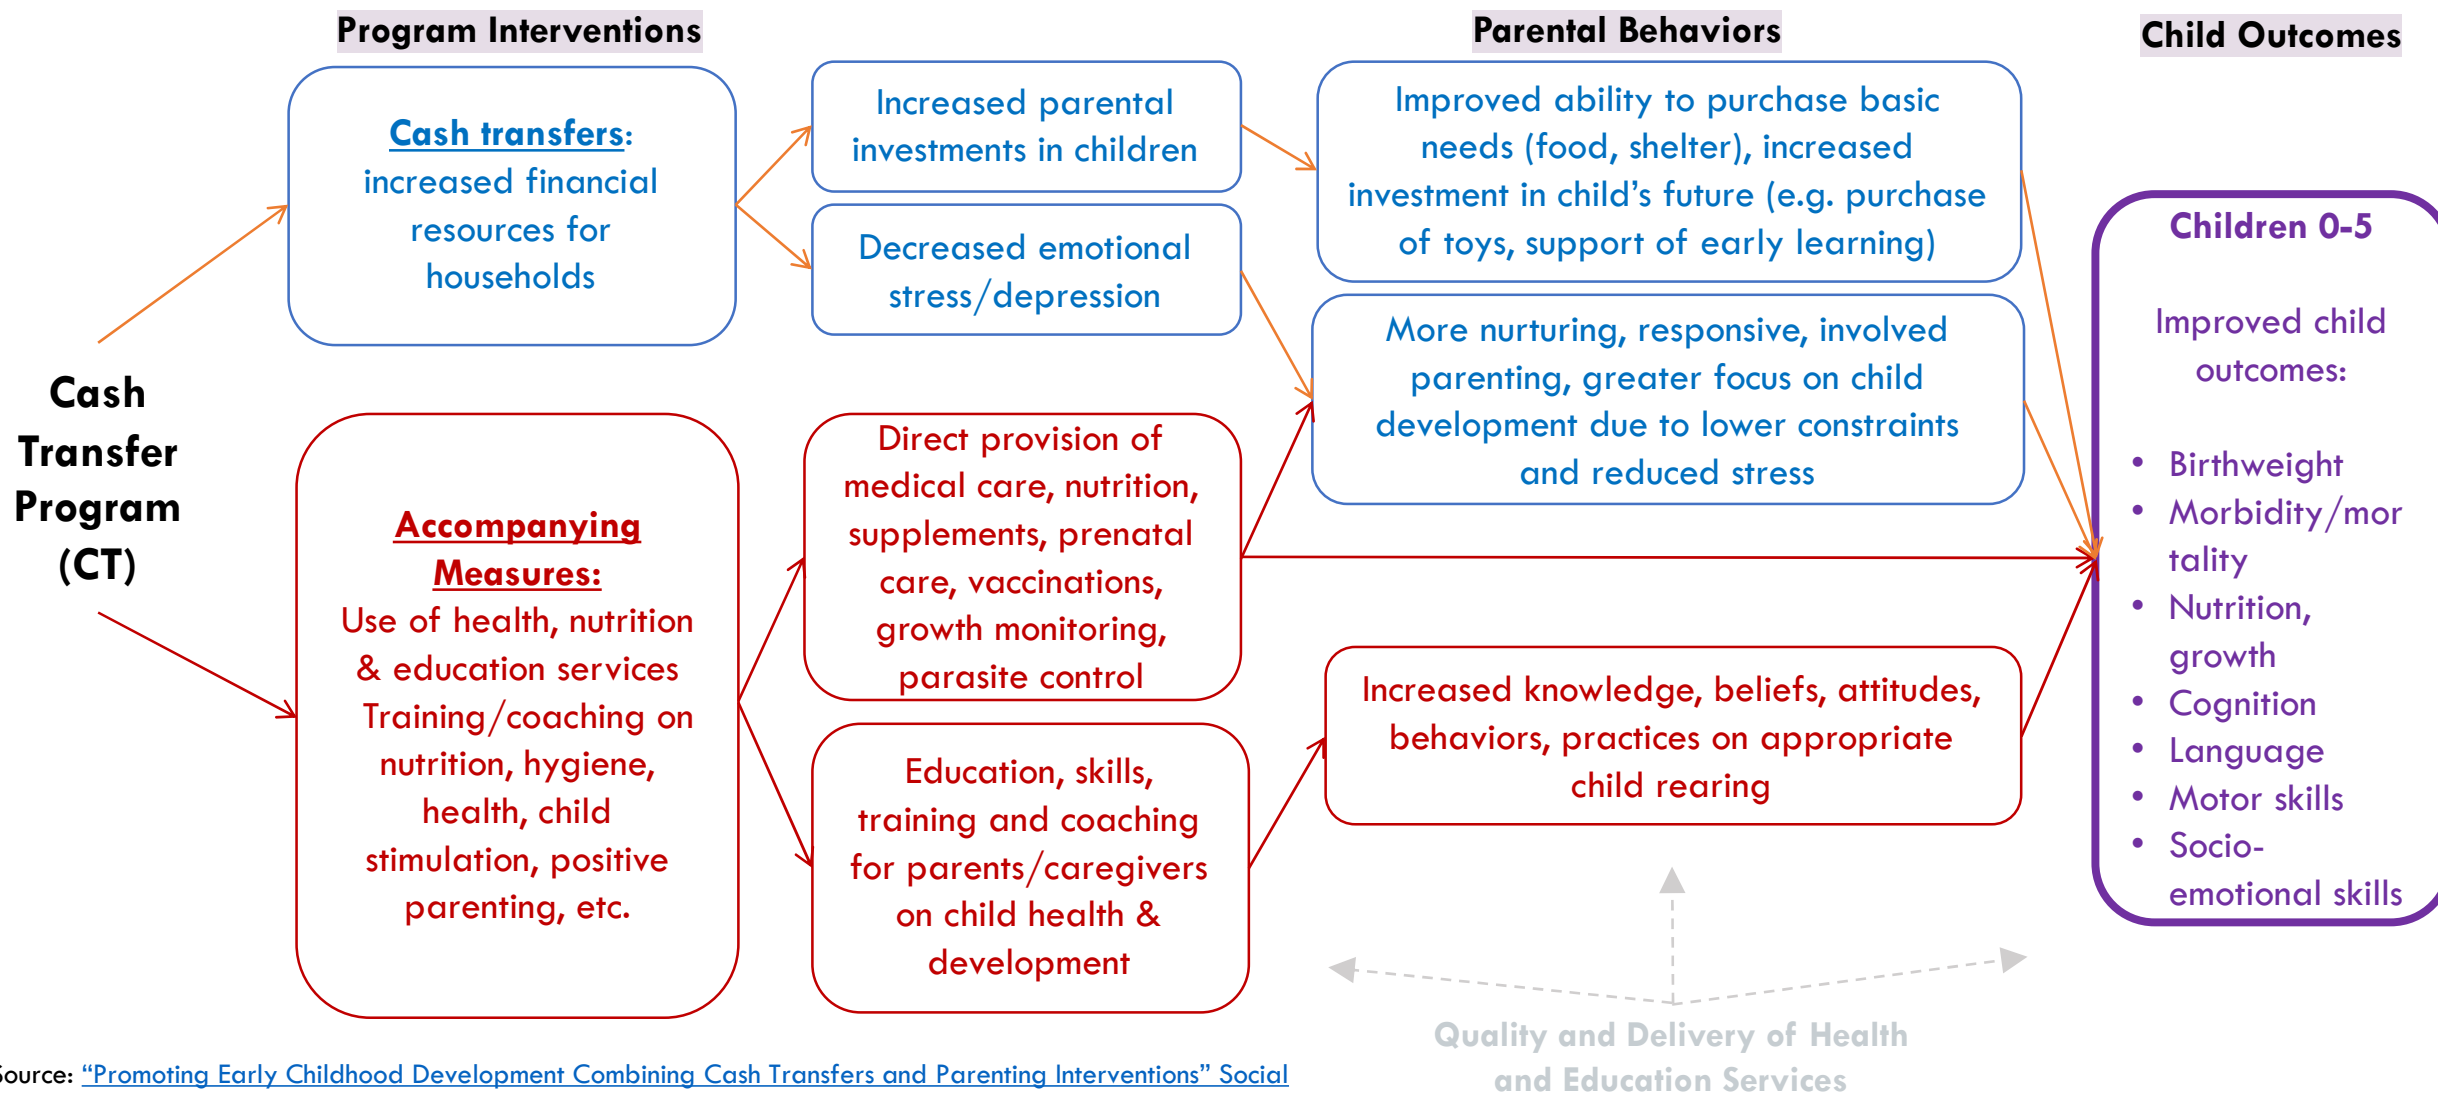 Program Interventions
Parental Behaviors
Child Outcomes
Cash
Transfer
Program
(CT)
Cash transfers:
increased financial
resources for
households
Accompanying
Measures:
Use of health, nutrition
& education services
Training/coaching on
nutrition, hygiene,
health, child
stimulation, positive
parenting, etc.
Increased parental
investments in children
Decreased emotional
stress/depression
Direct provision of
medical care, nutrition,
supplements, prenatal
care, vaccinations,
growth monitoring,
parasite control
Education, skills,
training and coaching
for parents/caregivers
on child health &
development
Improved ability to purchase basic
needs (food, shelter), increased
investment in child's future (e.g. purchase
of toys, support of early learning)
More nurturing, responsive, involved
parenting, greater focus on child
development due to lower constraints
and reduced stress
Increased knowledge, beliefs, attitudes,
behaviors, practices on appropriate
child rearing
Quality and Delivery of Health
and Education Services
Children 0-5
Improved child
outcomes:
• Birthweight
• Morbidity/mor
tality
• Nutrition,
growth
• Cognition
• Language
• Motor skills
• Socio-
emotional skills
Source: “Promoting Early Childhood Development Combining Cash Transfers and Parenting Interventions” Social